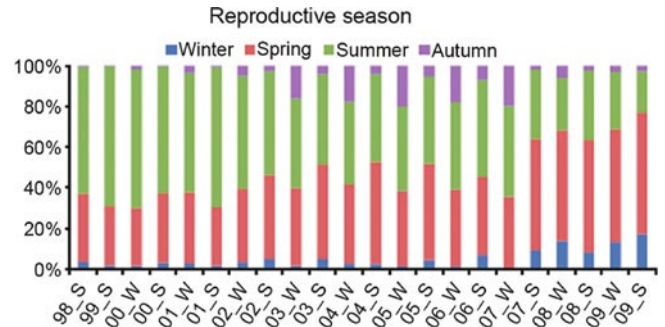 Reproductive season
Winter Spring Summer Autumn
100%
80%
60%
40%
20%
0%
98_S 99_S 00_W 00_S 01_W 01_S 02_W 02_S 03_W 03_S 04_W 04_S 05_W 05_S 06_W 06_S 07_W 07_S 08_W 08_S 09_W 09_S